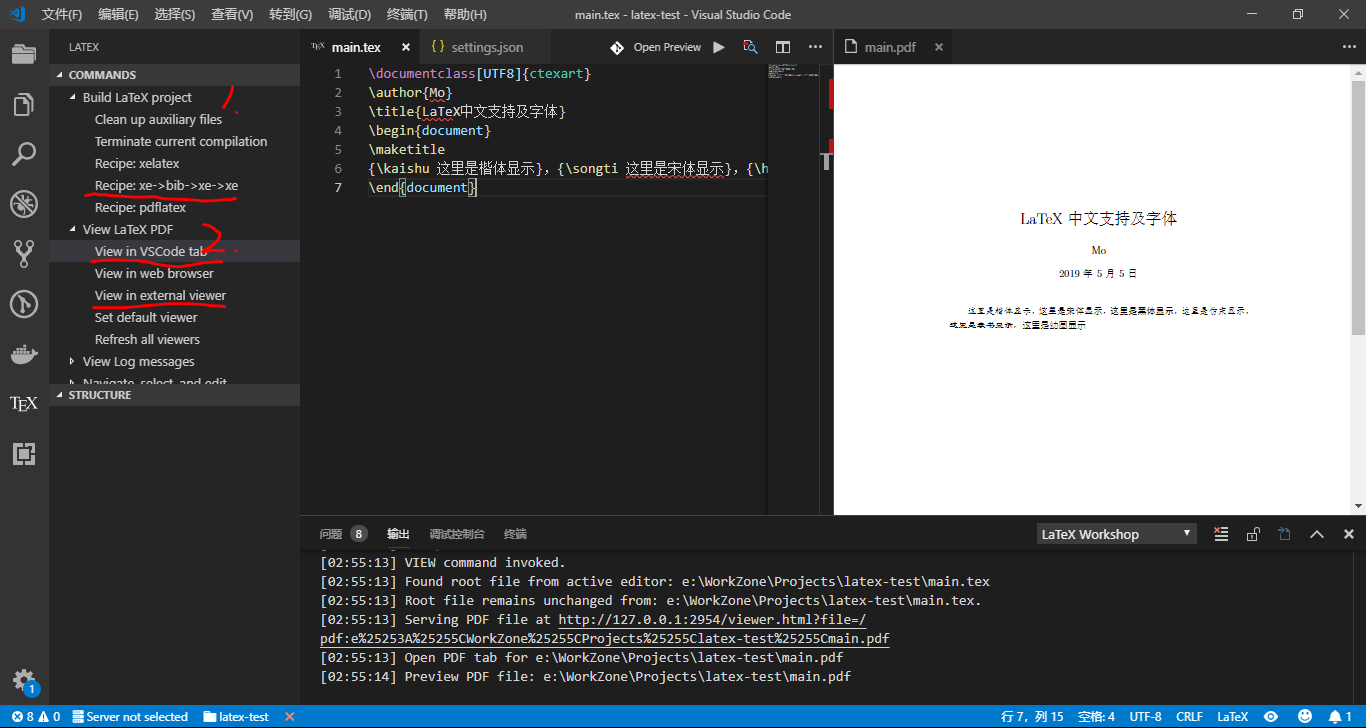 文件(F) 编辑(E) 选择(S) 查看(V) 转到(G) 调试(D) 终端(T) 帮助(H) main.tex - latex-test - Visual Studio Code
LATEX
COMMANDS
Build LaTeX project 1.
Clean up auxiliary files
Terminate current compilation
Recipe: xelatex
Recipe: xe->bib->xe->xe
Recipe: pdflatex
View LaTeX PDF 2.
View in VSCode tab
View in web browser
View in external viewer
Set default viewer
Refresh all viewers
View Log messages
Navigate, select, and edit
STRUCTURE
TEX
1
TEX main.tex × { } settings.json Open Preview
1 \documentclass[UTF8]{ctexart}
2 \author{Mo}
3 \title{LaTeX中文支持及字体}
4 \begin{document}
5 \maketitle
6 {\kaishu 这里是楷体显示}，{\songti 这里是宋体显示}，{\h
7 \end{document}
main.pdf ×
LaTeX 中文支持及字体
Mo
2019 年 5 月 5 日
这里是楷体显示，这里是宋体显示，这里是黑体显示，这里是仿宋显示，
这里是隶书显示，这里是幼圆显示
问题 8 输出 调试控制台 终端 LaTeX Workshop
[02:55:13] VIEW command invoked.
[02:55:13] Found root file from active editor: e:\WorkZone\Projects\latex-test\main.tex
[02:55:13] Root file remains unchanged from: e:\WorkZone\Projects\latex-test\main.tex.
[02:55:13] Serving PDF file at http://127.0.0.1:2954/viewer.html?file=/
pdf:e%25253A%25255CWorkZone%25255CProjects%25255Clatex-test%25255Cmain.pdf
[02:55:13] Open PDF tab for e:\WorkZone\Projects\latex-test\main.pdf
[02:55:14] Preview PDF file: e:\WorkZone\Projects\latex-test\main.pdf
8 0 Server not selected latex-test 行 7，列 15 空格: 4 UTF-8 CRLF LaTeX 1